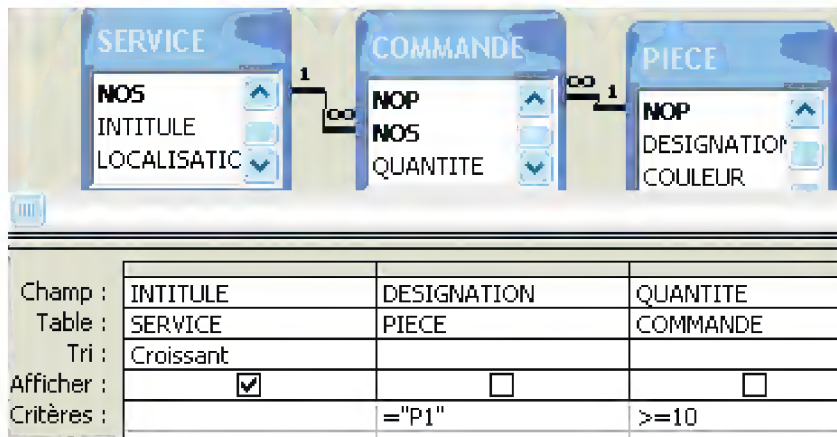 SERVICE COMMANDE PIECE
1 ∞ ∞ 1
NOS NOP NOP
INTITULE NOS DESIGNATION
LOCALISATIC QUANTITE COULEUR
Champ : INTITULE DESIGNATION QUANTITE
Table : SERVICE PIECE COMMANDE
Tri : Croissant
Afficher :
Critères : ="P1" >=10